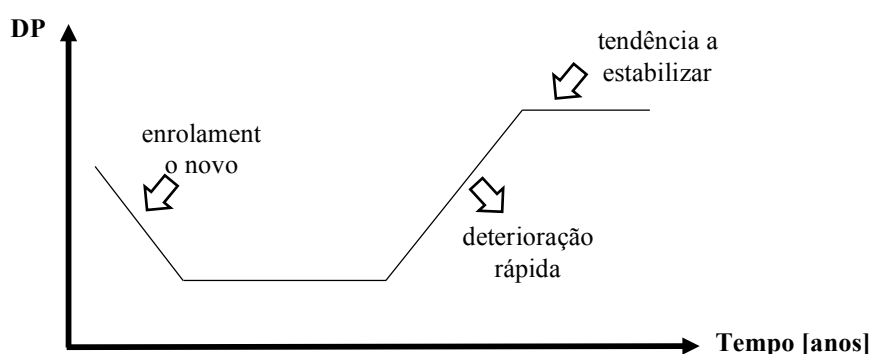 DP
tendência a
estabilizar
enrolament
o novo
deterioração
rápida
Tempo [anos]